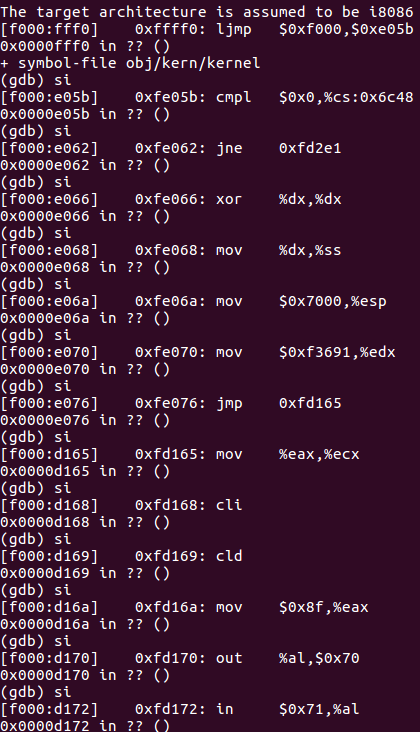 The target architecture is assumed to be i8086
[f000:fff0]    0xffff0: ljmp   $0xf000,$0xe05b
0x0000fff0 in ?? ()
+ symbol-file obj/kern/kernel
(gdb) si
[f000:e05b]    0xfe05b: cmpl   $0x0,%cs:0x6c48
0x0000e05b in ?? ()
(gdb) si
[f000:e062]    0xfe062: jne    0xfd2e1
0x0000e062 in ?? ()
(gdb) si
[f000:e066]    0xfe066: xor    %dx,%dx
0x0000e066 in ?? ()
(gdb) si
[f000:e068]    0xfe068: mov    %dx,%ss
0x0000e068 in ?? ()
(gdb) si
[f000:e06a]    0xfe06a: mov    $0x7000,%esp
0x0000e06a in ?? ()
(gdb) si
[f000:e070]    0xfe070: mov    $0xf3691,%edx
0x0000e070 in ?? ()
(gdb) si
[f000:e076]    0xfe076: jmp    0xfd165
0x0000e076 in ?? ()
(gdb) si
[f000:d165]    0xfd165: mov    %eax,%ecx
0x0000d165 in ?? ()
(gdb) si
[f000:d168]    0xfd168: cli
0x0000d168 in ?? ()
(gdb) si
[f000:d169]    0xfd169: cld
0x0000d169 in ?? ()
(gdb) si
[f000:d16a]    0xfd16a: mov    $0x8f,%eax
0x0000d16a in ?? ()
(gdb) si
[f000:d170]    0xfd170: out    %al,$0x70
0x0000d170 in ?? ()
(gdb) si
[f000:d172]    0xfd172: in     $0x71,%al
0x0000d172 in ?? ()